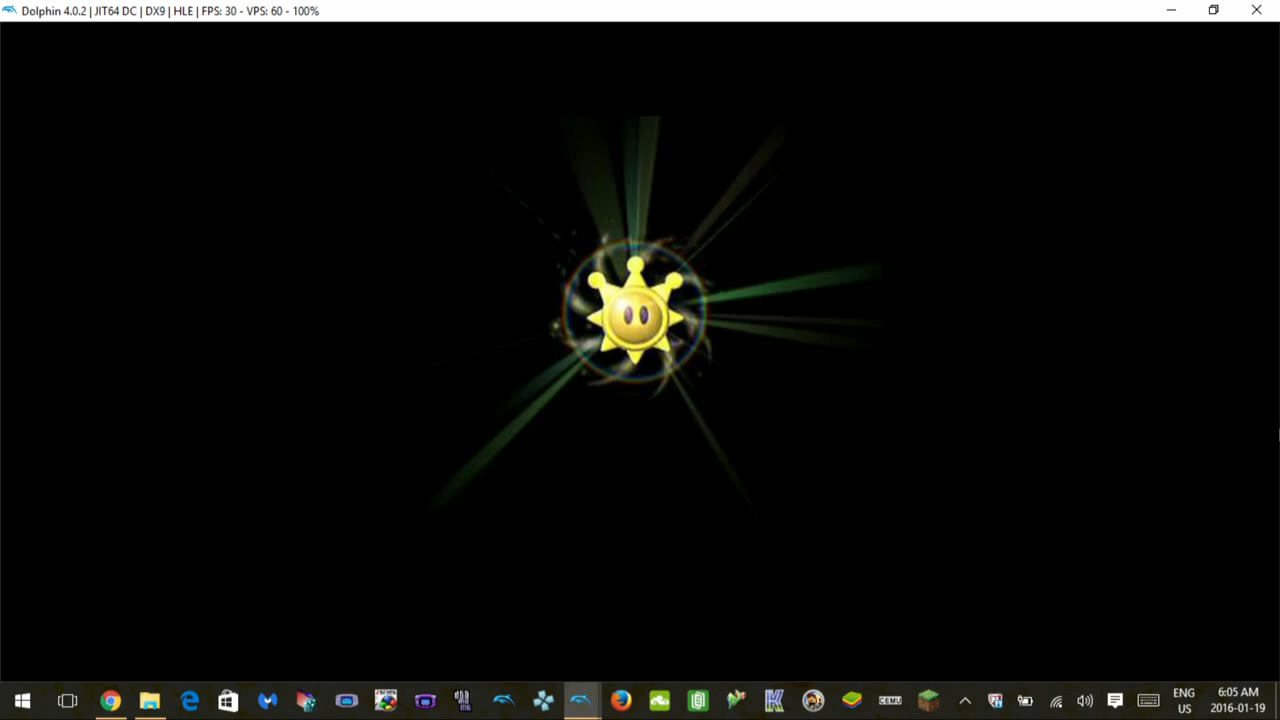 Dolphin 4.0.2 | JIT64 DC | DX9 | HLE | FPS: 30 - VPS: 60 - 100%
CEMU
ENG
US
6:05 AM
2016-01-19